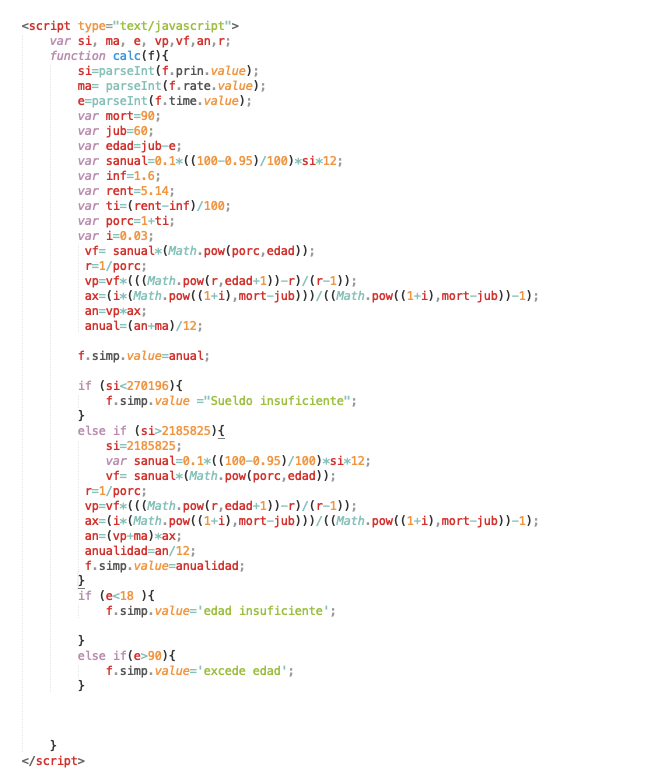 <script type="text/javascript">
var si, ma, e, vp,vf,an,r;
function calc(f){
si=parseInt(f.prin.value);
ma= parseInt(f.rate.value);
e=parseInt(f.time.value);
var mort=90;
var jub=60;
var edad=jub-e;
var sanual=0.1*((100-0.95)/100)*si*12;
var inf=1.6;
var rent=5.14;
var ti=(rent-inf)/100;
var porc=1+ti;
var i=0.03;
vf= sanual*(Math.pow(porc,edad));
r=1/porc;
vp=vf*(((Math.pow(r,edad+1))-r)/(r-1));
ax=(i*(Math.pow((1+i),mort-jub)))/((Math.pow((1+i),mort-jub))-1);
an=vp*ax;
anual=(an+ma)/12;
f.simp.value=anual;
if (si<270196){
f.simp.value ="Sueldo insuficiente";
}
else if (si>2185825){
si=2185825;
var sanual=0.1*((100-0.95)/100)*si*12;
vf= sanual*(Math.pow(porc,edad));
r=1/porc;
vp=vf*(((Math.pow(r,edad+1))-r)/(r-1));
ax=(i*(Math.pow((1+i),mort-jub)))/((Math.pow((1+i),mort-jub))-1);
an=(vp+ma)*ax;
anualidad=an/12;
f.simp.value=anualidad;
}
if (e<18 ){
f.simp.value='edad insuficiente';
}
else if(e>90){
f.simp.value='excede edad';
}
}
</script>